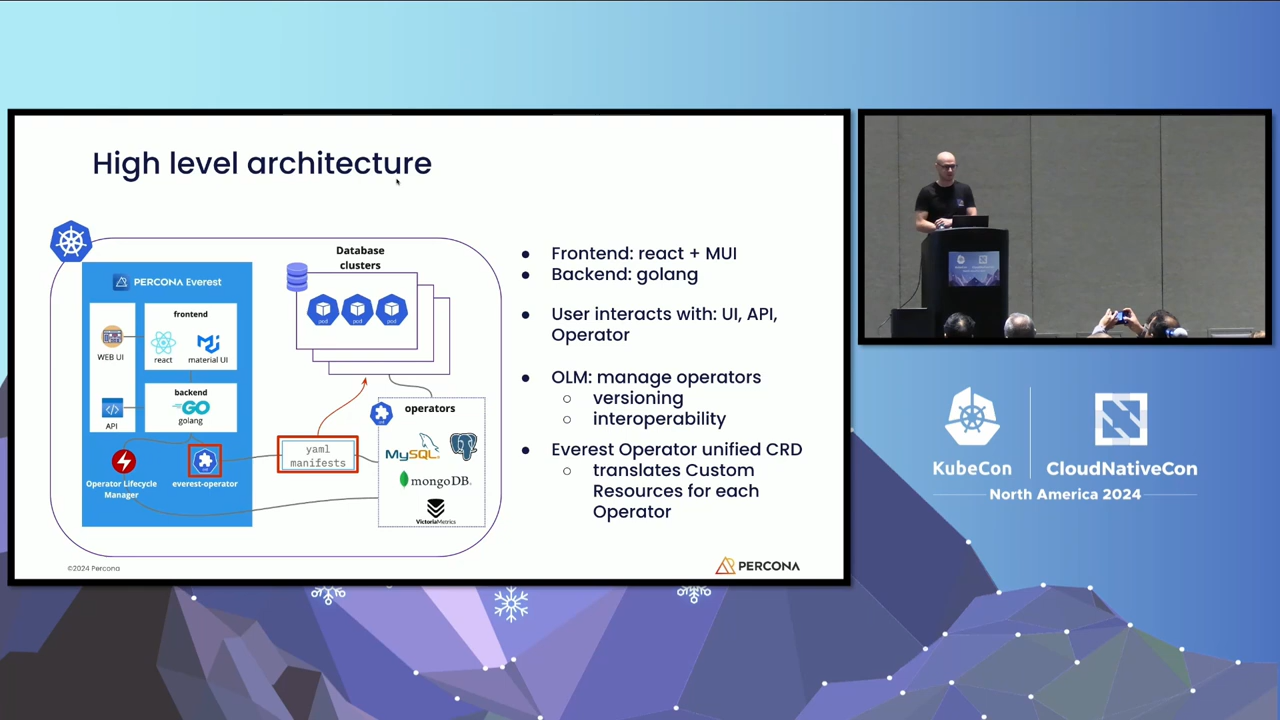 High level architecture
Database
clusters
PERCONA Everest
frontend
WEB UI
react
material UI
pod
pod
pod
backend
golang
GO
API
operators
yaml
manifests
MySQL
mongoDB
VictoriaMetrics
Operator Lifecycle
Manager
everest-operator
Frontend: react + MUI
Backend: golang
User interacts with: UI, API,
Operator
OLM: manage operators
versioning
interoperability
Everest Operator unified CRD
translates Custom
Resources for each
Operator
©2024 Percona
PERCONA
KubeCon
CloudNativeCon
North America 2024